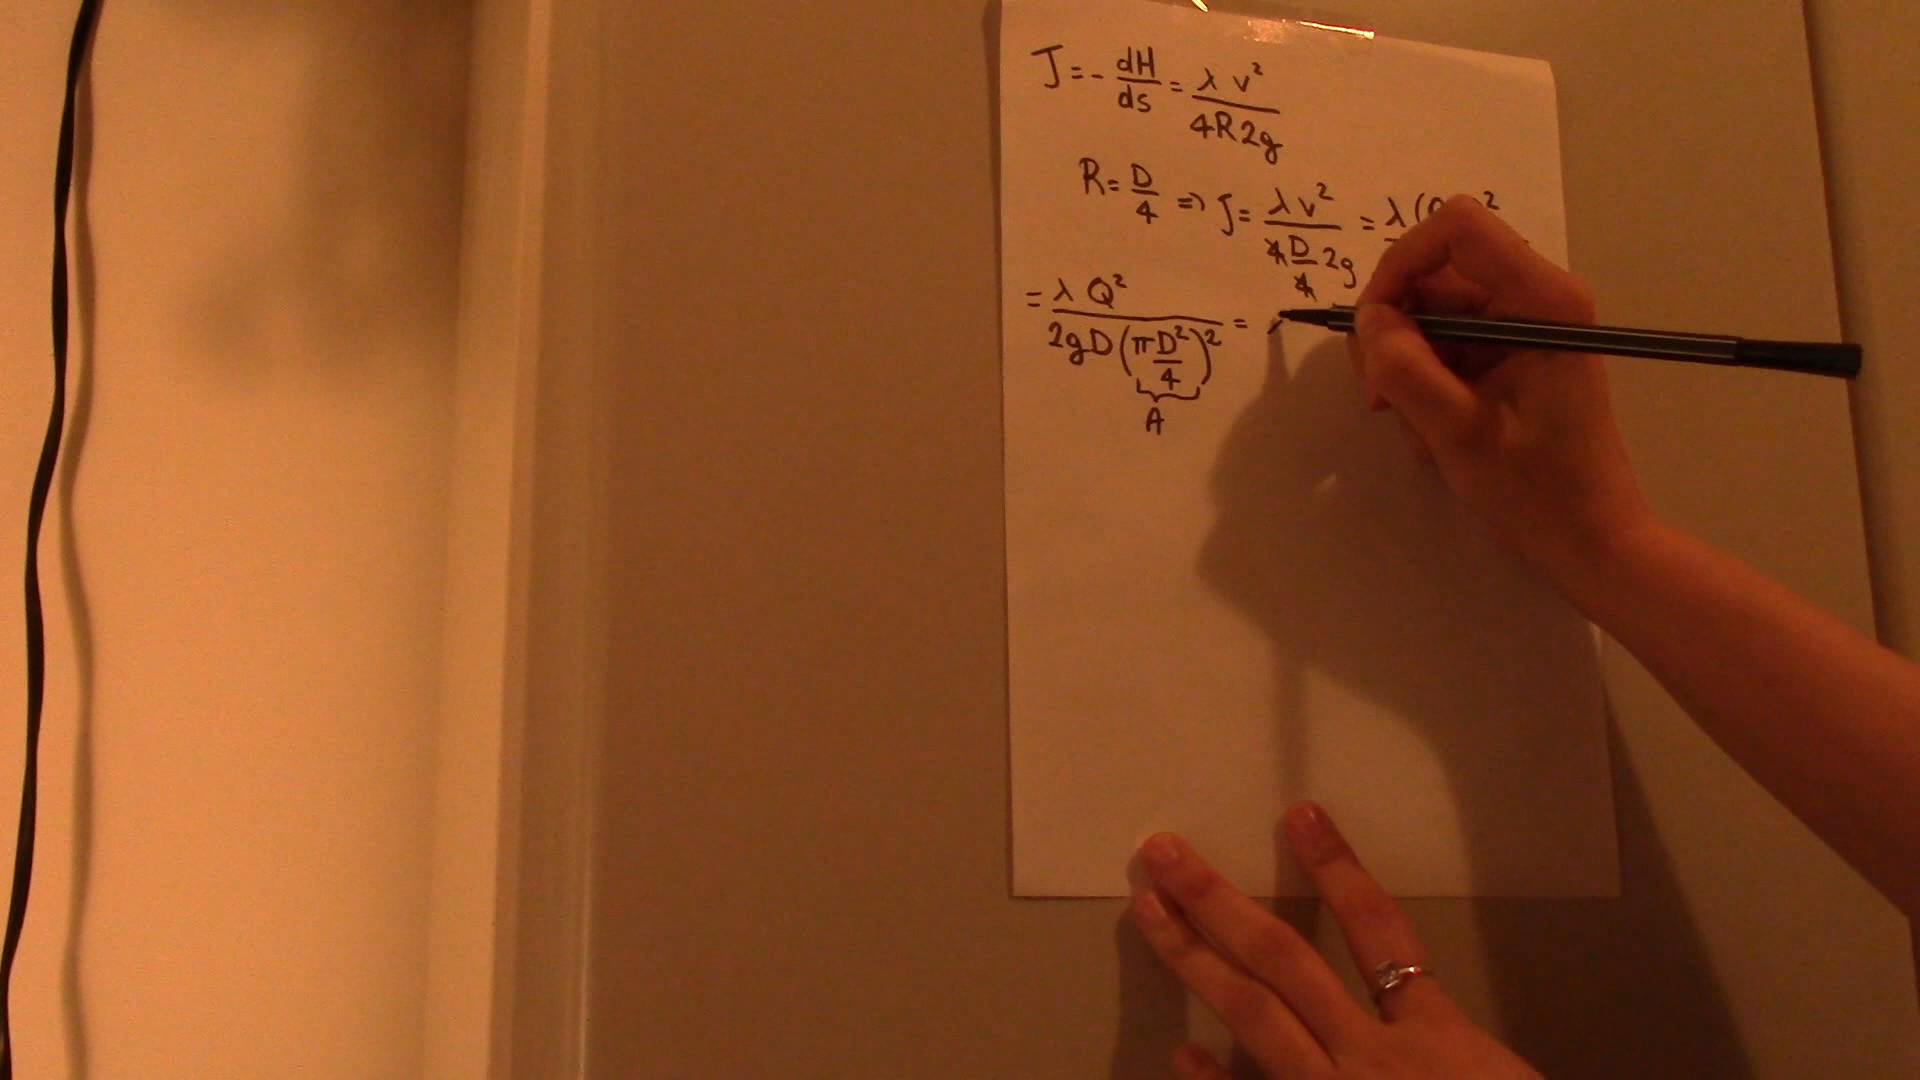 J = - dH/ds = λ v² / 4R2g
R = D/4 ⇒ J = λ v² / 4 D/4 2g = λ (Q
= λ Q² / 2gD (π D²/4)² =
A